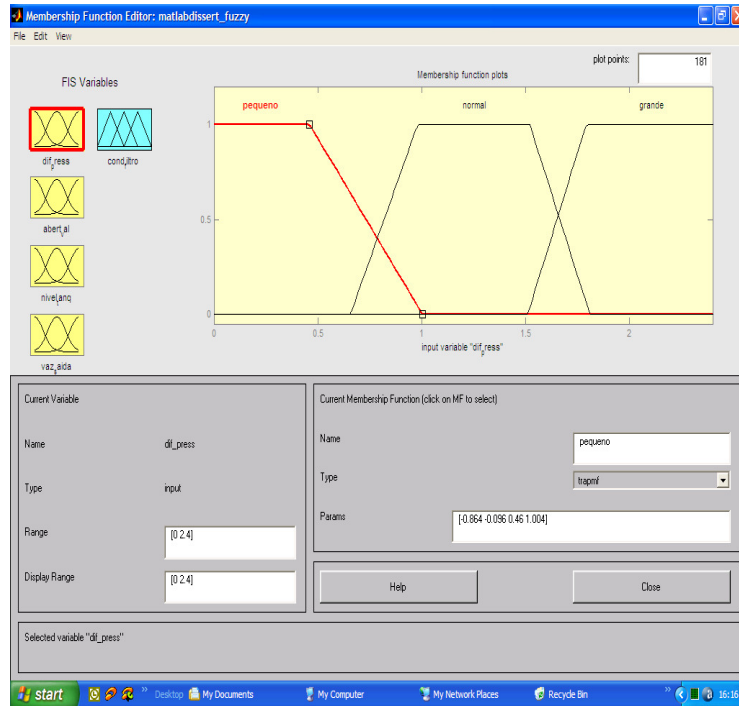 Membership Function Editor: matlabdissert_fuzzy
File Edit View
FIS Variables
plot points: 181
Membership function plots
pequeno normal grande
1
0.5
0
0 0.5 1 1.5 2
input variable "dif_press"
dif_press
cond_filtro
abert_val
nivel_tanq
vaz_saida
Current Variable
Name dif_press
Type input
Range [0 2.4]
Display Range [0 2.4]
Current Membership Function (click on MF to select)
Name pequeno
Type trapmf
Params [-0.864 -0.096 0.46 1.004]
Help
Close
Selected variable "dif_press"
start » Desktop My Documents My Computer My Network Places Recycle Bin » 16:16